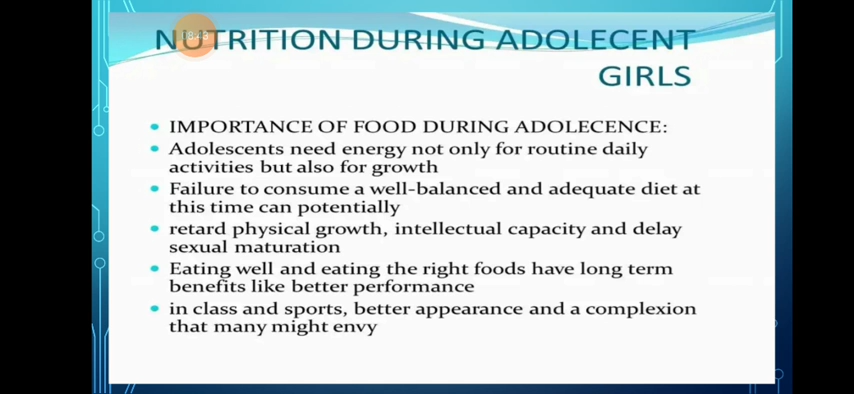 NUTRITION DURING ADOLECENT
GIRLS
08:48
• IMPORTANCE OF FOOD DURING ADOLECENCE:
• Adolescents need energy not only for routine daily
activities but also for growth
• Failure to consume a well-balanced and adequate diet at
this time can potentially
• retard physical growth, intellectual capacity and delay
sexual maturation
• Eating well and eating the right foods have long term
benefits like better performance
• in class and sports, better appearance and a complexion
that many might envy